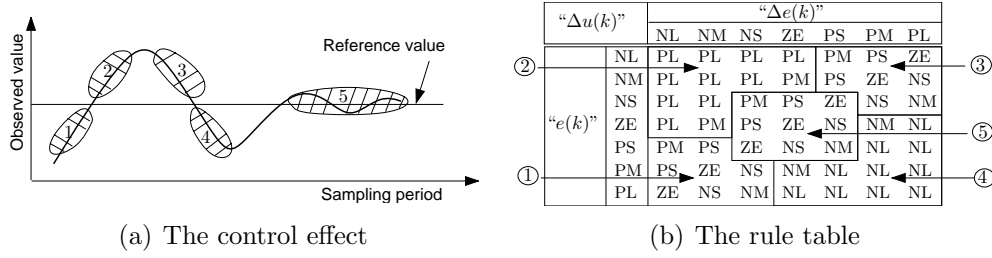 Observed value
Reference value
1
2
3
4
5
Sampling period
(a) The control effect
"Δu(k)" "Δe(k)"
NL NM NS ZE PS PM PL
② NL PL PL PL PL PM PS ZE ③
NM PL PL PL PM PS ZE NS
NS PL PL PM PS ZE NS NM
"e(k)" ZE PL PM PS ZE NS NM NL ⑤
PS PM PS ZE NS NM NL NL
① PM PS ZE NS NM NL NL NL ④
PL ZE NS NM NL NL NL NL
(b) The rule table